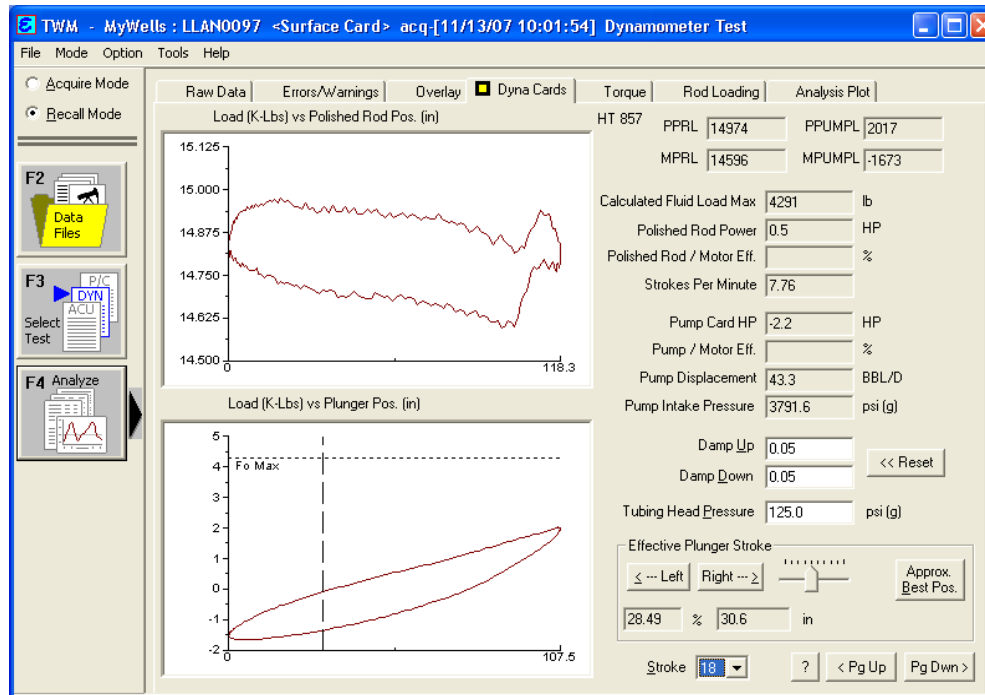 TWM - MyWells : LLAN0097 <Surface Card> acq-[11/13/07 10:01:54] Dynamometer Test
File Mode Option Tools Help
Acquire Mode
Recall Mode
F2
Data
Files
F3
P/C
DYN
ACU
Select
Test
F4 Analyze
Raw Data Errors/Warnings Overlay Dyna Cards Torque Rod Loading Analysis Plot
Load (K-Lbs) vs Polished Rod Pos. (in)
15.125
15.000
14.875
14.750
14.625
14.500
0 118.3
Load (K-Lbs) vs Plunger Pos. (in)
5
4
Fo Max
3
2
1
0
-1
-2
0 107.5
HT 857
PPRL 14974 PPUMPL 2017
MPRL 14596 MPUMPL -1673
Calculated Fluid Load Max 4291 lb
Polished Rod Power 0.5 HP
Polished Rod / Motor Eff. %
Strokes Per Minute 7.76
Pump Card HP -2.2 HP
Pump / Motor Eff. %
Pump Displacement 43.3 BBL/D
Pump Intake Pressure 3791.6 psi (g)
Damp Up 0.05
<< Reset
Damp Down 0.05
Tubing Head Pressure 125.0 psi (g)
Effective Plunger Stroke
< --- Left Right --- > Approx.
Best Pos.
28.49 % 30.6 in
Stroke 18 ? < Pg Up Pg Dwn >